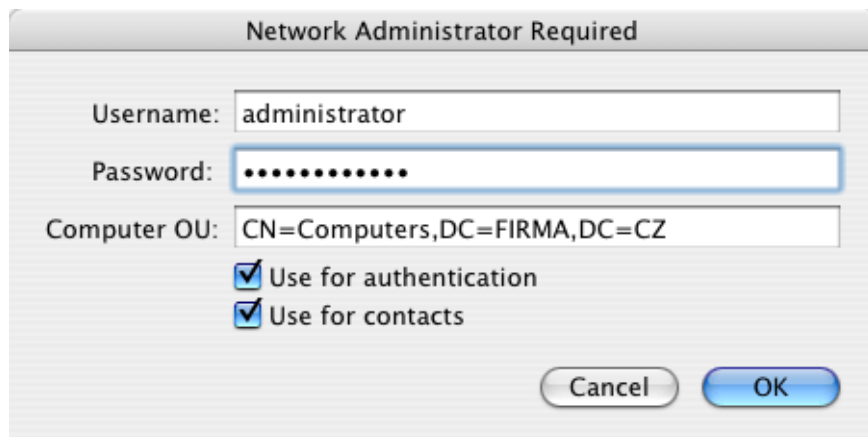 Network Administrator Required
Username: administrator
Password: ••••••••••••
Computer OU: CN=Computers,DC=FIRMA,DC=CZ
Use for authentication
Use for contacts
Cancel OK